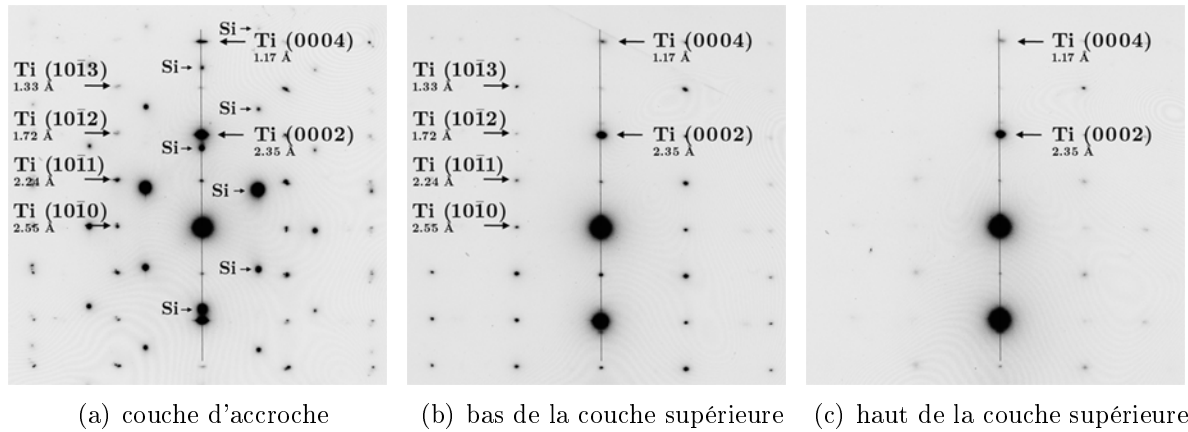 Si→
Ti (0004)
1.17 Å
Si→
Ti (101̄3)
1.33 Å
Si→
Ti (101̄2)
1.72 Å
Ti (0002)
2.35 Å
Si→
Ti (101̄1)
2.24 Å
Si→
Ti (101̄0)
2.55 Å
Si→
Si→
Ti (0004)
1.17 Å
Ti (101̄3)
1.33 Å
Ti (101̄2)
1.72 Å
Ti (0002)
2.35 Å
Ti (101̄1)
2.24 Å
Ti (101̄0)
2.55 Å
Ti (0004)
1.17 Å
Ti (0002)
2.35 Å
(a) couche d'accroche
(b) bas de la couche supérieure
(c) haut de la couche supérieure